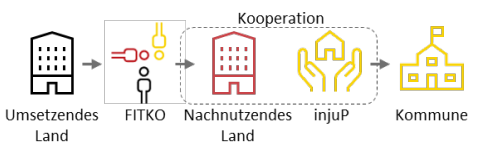 Kooperation
Umsetzendes
Land
FITKO
Nachnutzendes
Land
injuP
Kommune